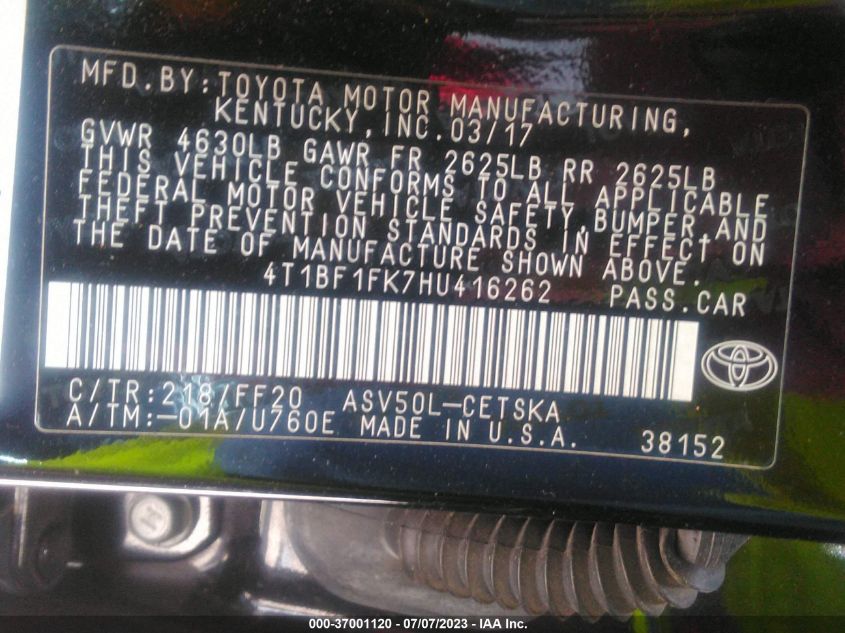 MFD.BY:TOYOTA MOTOR MANUFACTURING,
KENTUCKY,INC.03/17
GVWR 4630LB GAWR FR 2625LB RR 2625LB
THIS VEHICLE CONFORMS TO ALL APPLICABLE
FEDERAL MOTOR VEHICLE SAFETY,BUMPER,AND
THEFT PREVENTION STANDARDS IN EFFECT ON
THE DATE OF MANUFACTURE SHOWN ABOVE.
4T1BF1FK7HU416262 PASS.CAR
C/TR:2187FF20 ASV50L-CETSKA
A/TM:-01A/U760E MADE IN U.S.A. 38152
000-37001120 / 07/07/2023 - IAA Inc.